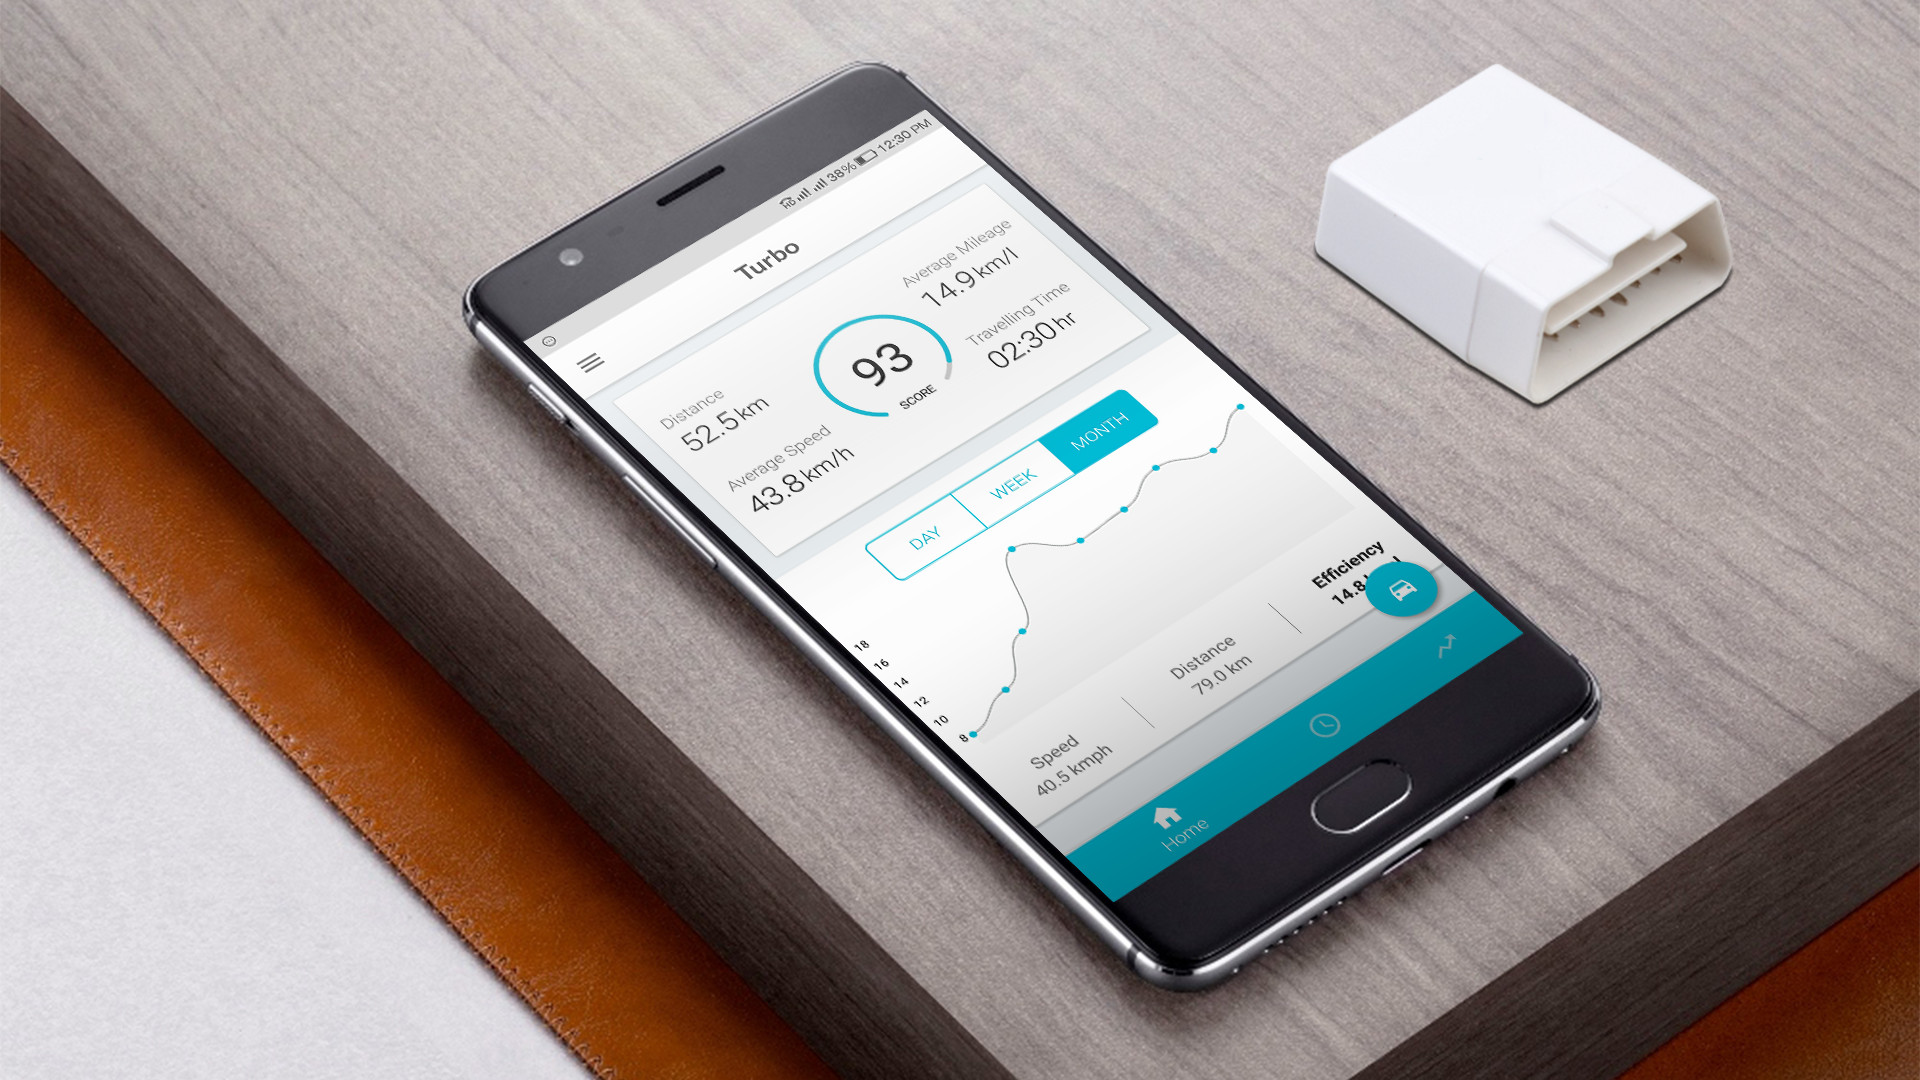 HD 38% 12:30 PM
Turbo
Distance
52.5 km
Average Speed
43.8 km/h
93
SCORE
Average Mileage
14.9 km/l
Travelling Time
02:30 hr
DAY
WEEK
MONTH
18
16
14
12
10
8
Speed
40.5 kmph
Distance
79.0 km
Efficiency
14.8
Home